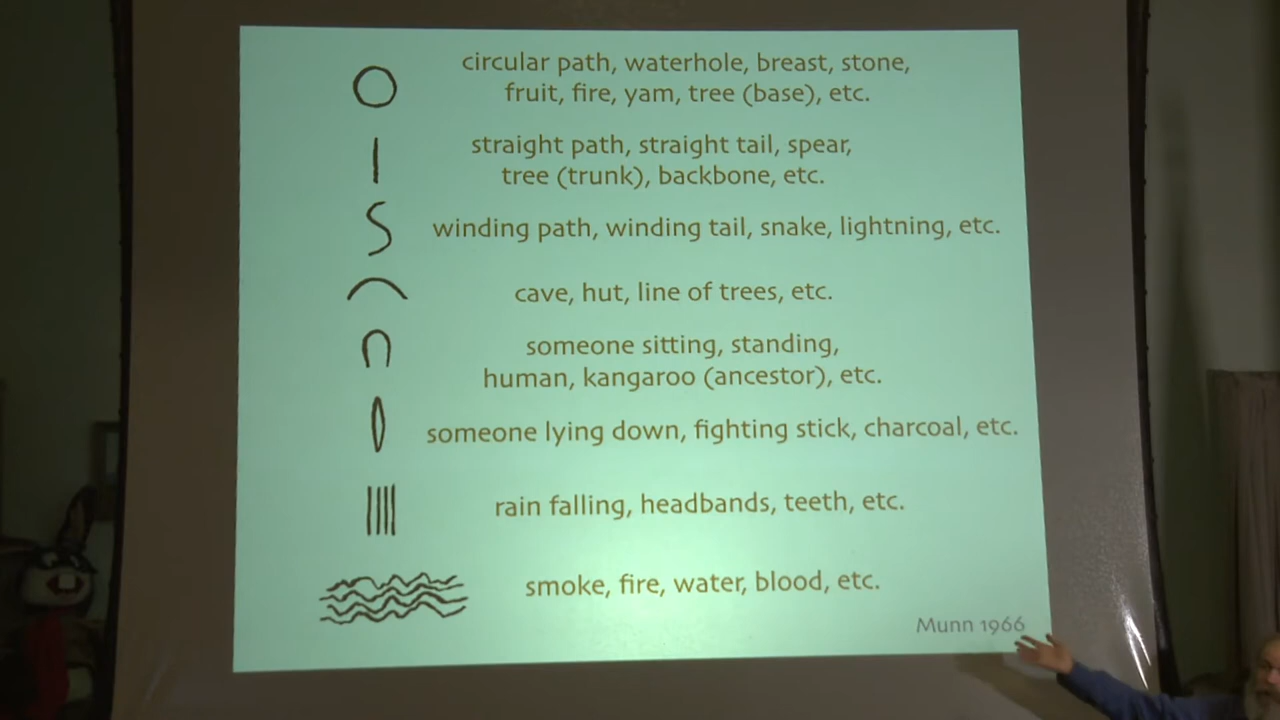 circular path, waterhole, breast, stone,
fruit, fire, yam, tree (base), etc.
straight path, straight tail, spear,
tree (trunk), backbone, etc.
winding path, winding tail, snake, lightning, etc.
cave, hut, line of trees, etc.
someone sitting, standing,
human, kangaroo (ancestor), etc.
someone lying down, fighting stick, charcoal, etc.
rain falling, headbands, teeth, etc.
smoke, fire, water, blood, etc.
Munn 1966